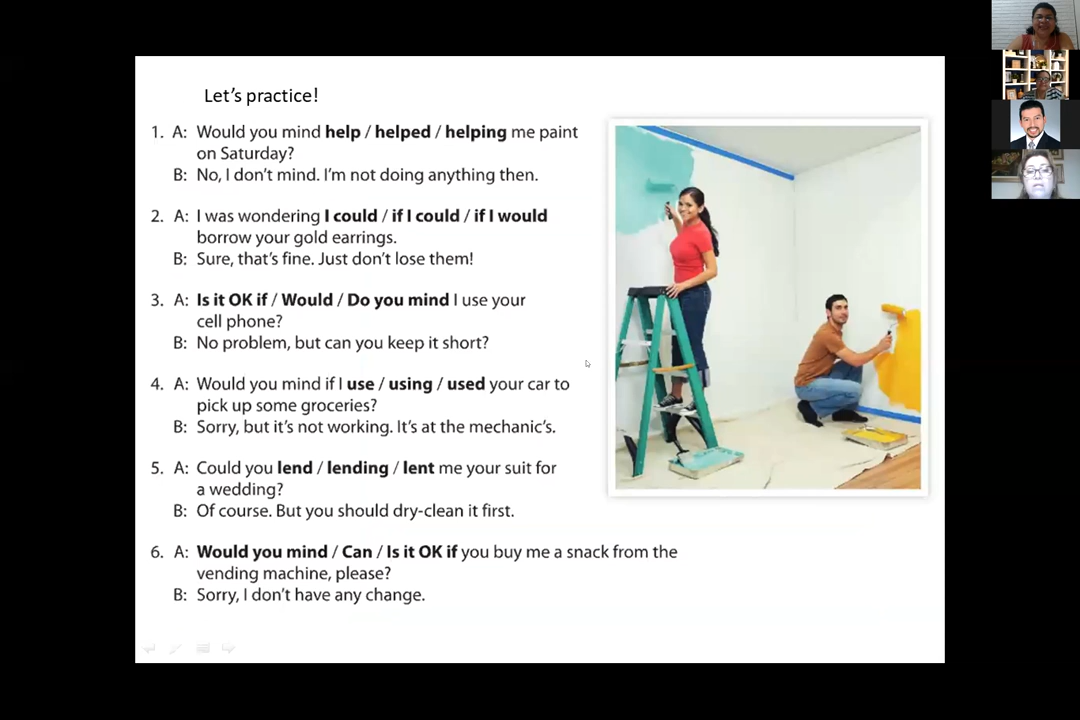 Let's practice!
1. A: Would you mind help / helped / helping me paint
on Saturday?
B: No, I don't mind. I'm not doing anything then.
2. A: I was wondering I could / if I could / if I would
borrow your gold earrings.
B: Sure, that's fine. Just don't lose them!
3. A: Is it OK if / Would / Do you mind I use your
cell phone?
B: No problem, but can you keep it short?
4. A: Would you mind if I use / using / used your car to
pick up some groceries?
B: Sorry, but it's not working. It's at the mechanic's.
5. A: Could you lend / lending / lent me your suit for
a wedding?
B: Of course. But you should dry-clean it first.
6. A: Would you mind / Can / Is it OK if you buy me a snack from the
vending machine, please?
B: Sorry, I don't have any change.